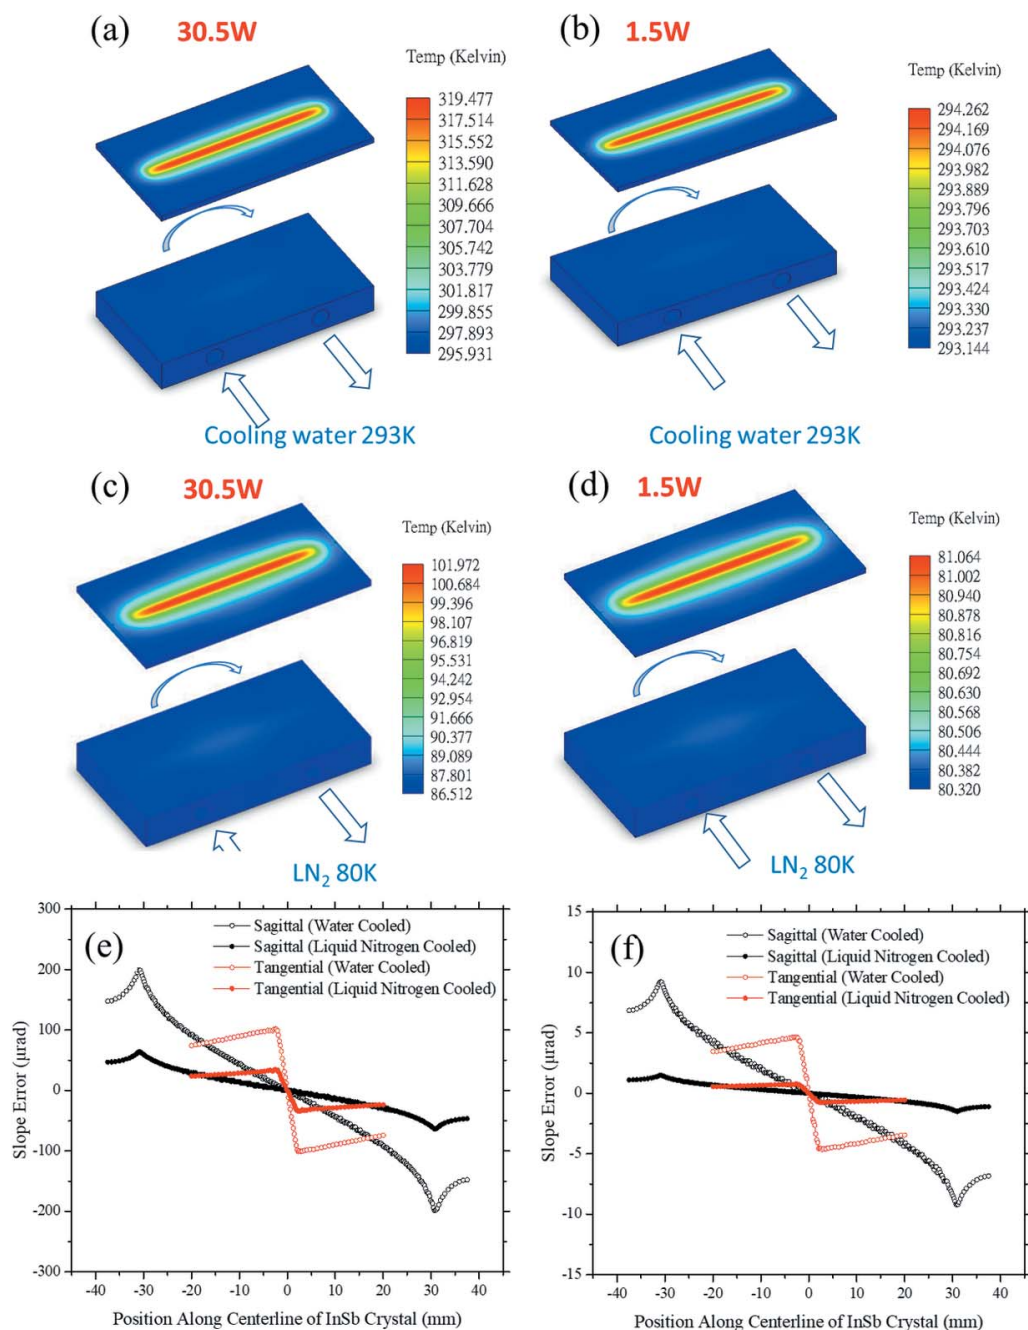 (a) 30.5W
Temp (Kelvin)
319.477
317.514
315.552
313.590
311.628
309.666
307.704
305.742
303.779
301.817
299.855
297.893
295.931
Cooling water 293K
(b) 1.5W
Temp (Kelvin)
294.262
294.169
294.076
293.982
293.889
293.796
293.703
293.610
293.517
293.424
293.330
293.237
293.144
Cooling water 293K
(c) 30.5W
Temp (Kelvin)
101.972
100.684
99.396
98.107
96.819
95.531
94.242
92.954
91.666
90.377
89.089
87.801
86.512
LN₂ 80K
(d) 1.5W
Temp (Kelvin)
81.064
81.002
80.940
80.878
80.816
80.754
80.692
80.630
80.568
80.506
80.444
80.382
80.320
LN₂ 80K
(e)
Sagittal (Water Cooled)
Sagittal (Liquid Nitrogen Cooled)
Tangential (Water Cooled)
Tangential (Liquid Nitrogen Cooled)
Slope Error (μrad)
300
200
100
0
-100
-200
-300
-40 -30 -20 -10 0 10 20 30 40
Position Along Centerline of InSb Crystal (mm)
(f)
Sagittal (Water Cooled)
Sagittal (Liquid Nitrogen Cooled)
Tangential (Water Cooled)
Tangential (Liquid Nitrogen Cooled)
Slope Error (μrad)
15
10
5
0
-5
-10
-15
-40 -30 -20 -10 0 10 20 30 40
Position Along Centerline of InSb Crystal (mm)